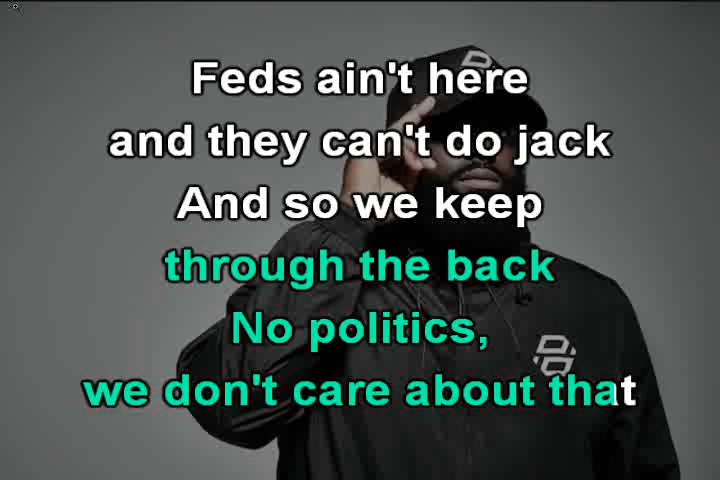 Feds ain't here
and they can't do jack
And so we keep
through the back
No politics,
we don't care about that